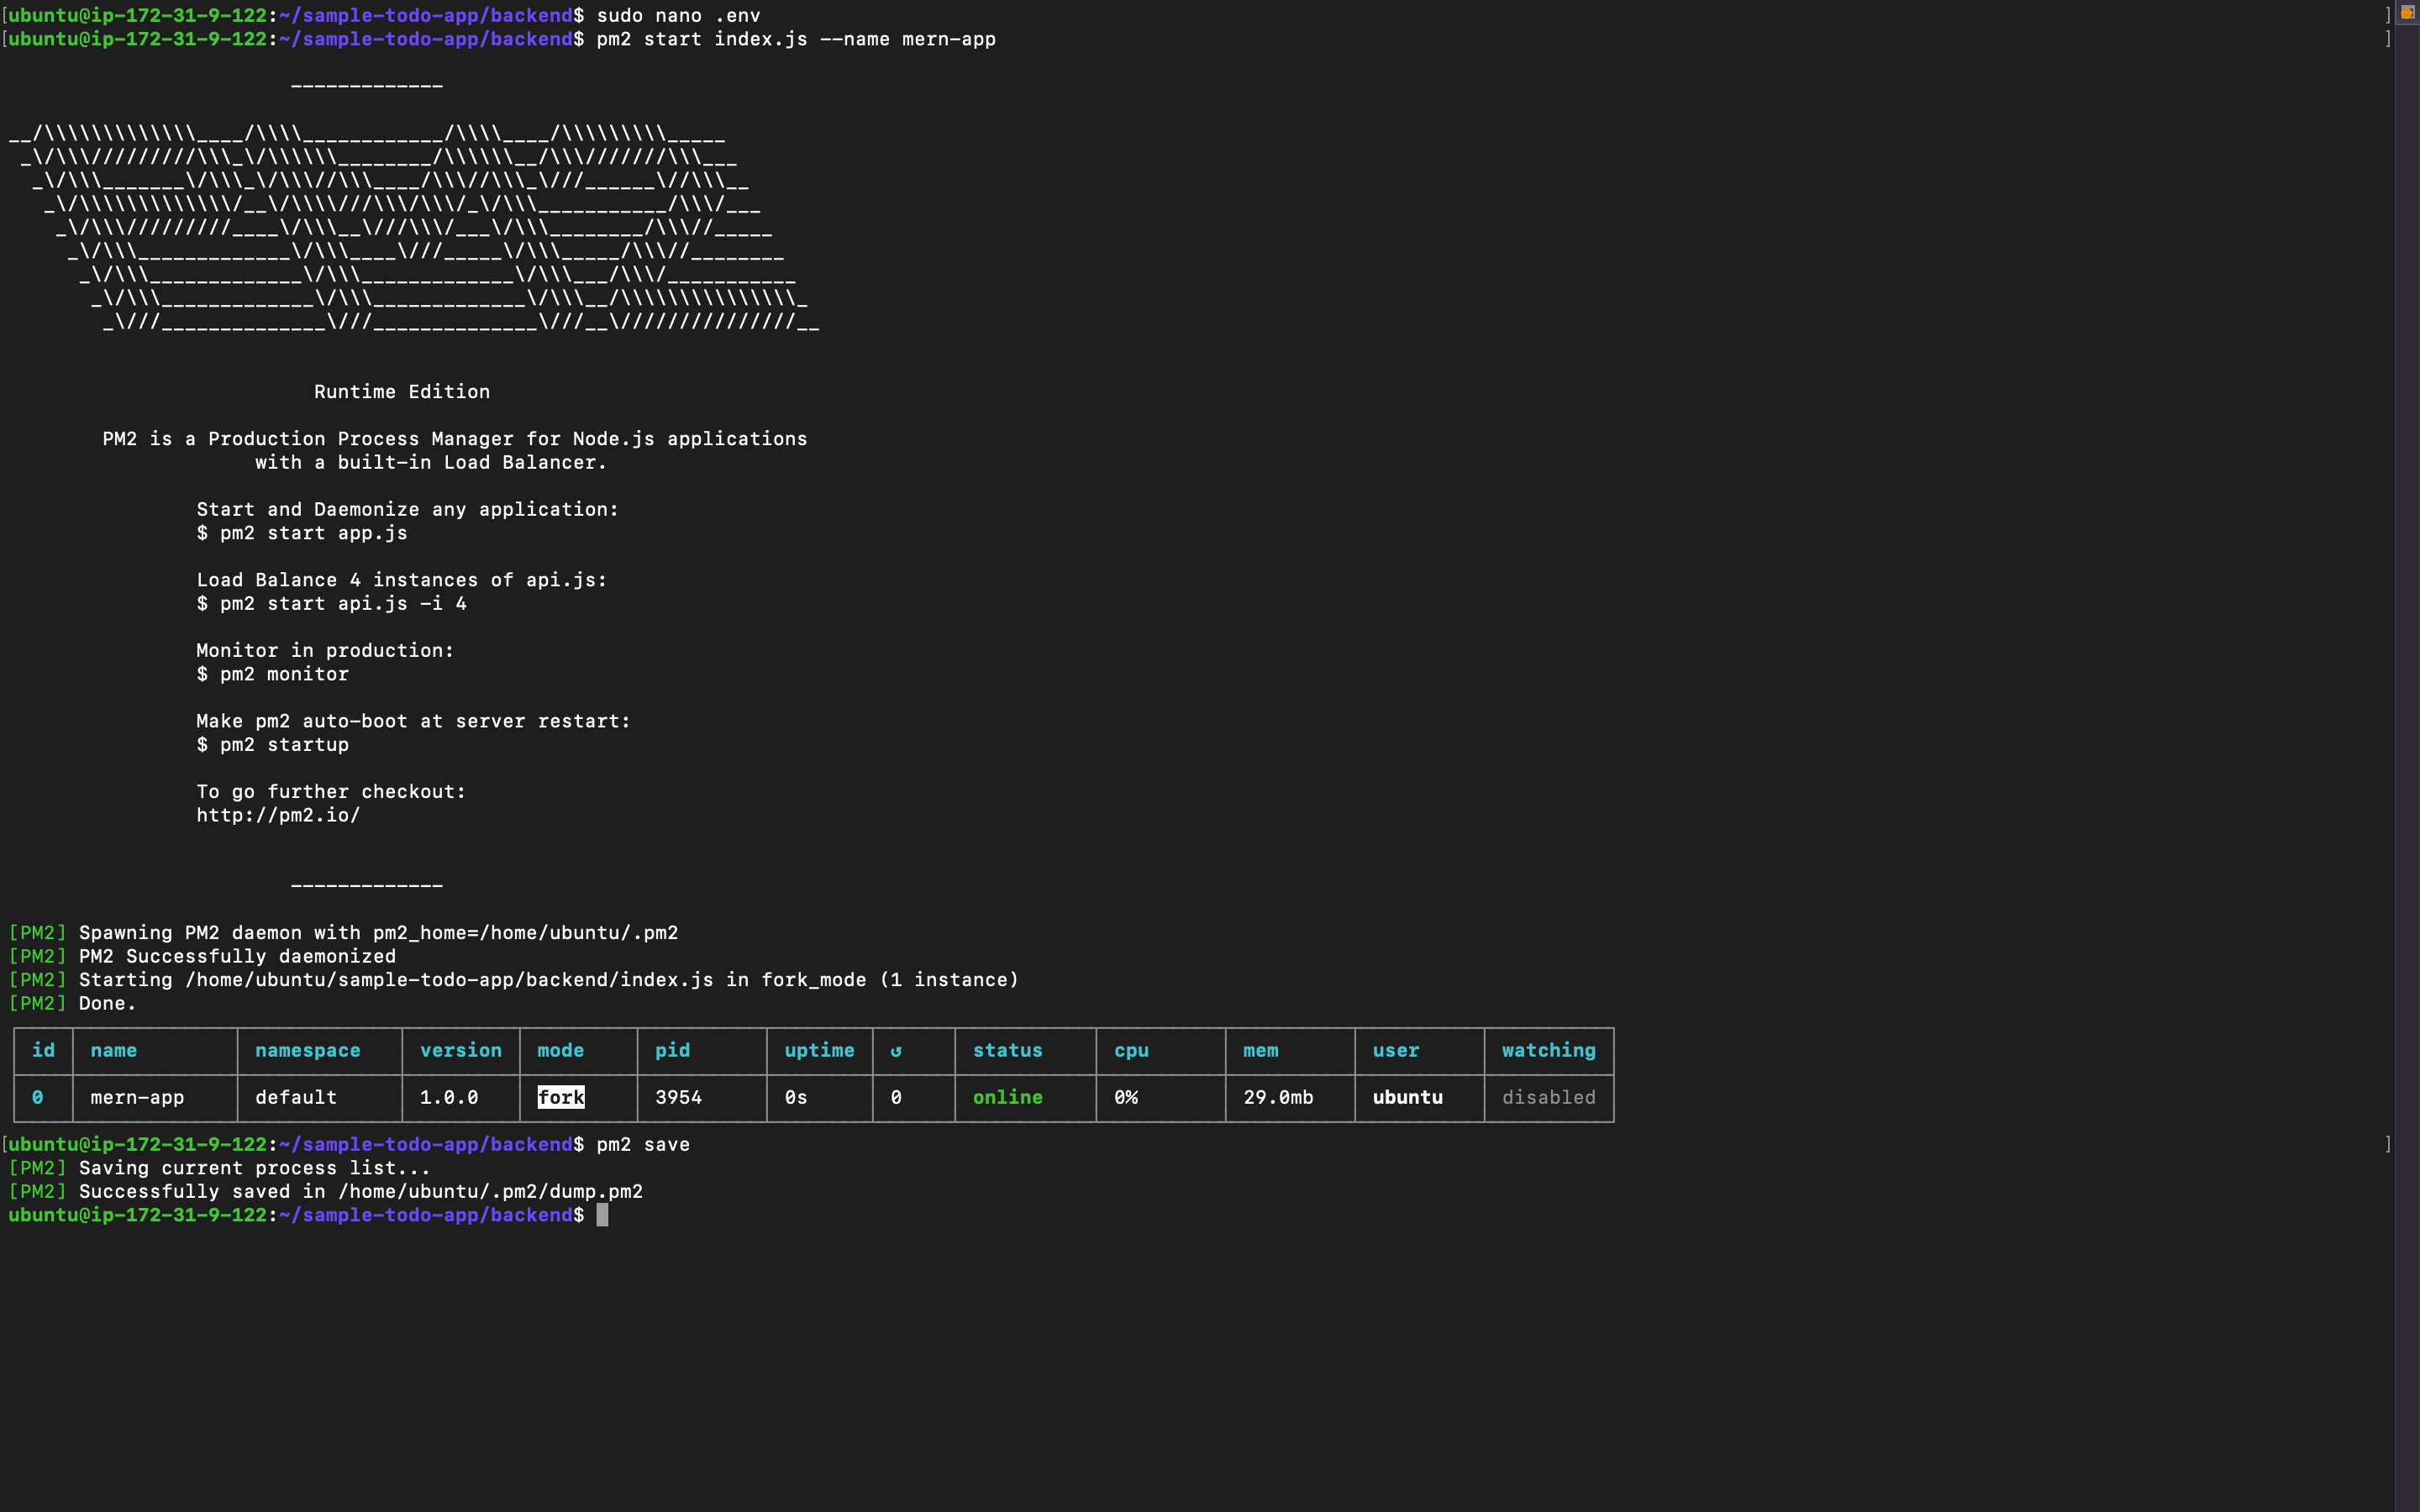 [ubuntu@ip-172-31-9-122:~/sample-todo-app/backend$ sudo nano .env ]
[ubuntu@ip-172-31-9-122:~/sample-todo-app/backend$ pm2 start index.js --name mern-app ]
-------------
__/\\\\\\\\\\\\\____/\\\\____________/\\\\____/\\\\\\\\\_____
_\/\\\/////////\\\_\/\\\\\\________/\\\\\\__/\\\///////\\\___
_\/\\\_______\/\\\_\/\\\//\\\____/\\\//\\\_\///______\//\\\__
_\/\\\\\\\\\\\\\/__\/\\\\///\\\/\\\/_\/\\\___________/\\\/___
_\/\\\/////////____\/\\\__\///\\\/___\/\\\________/\\\//_____
_\/\\\_____________\/\\\____\///_____\/\\\_____/\\\//________
_\/\\\_____________\/\\\_____________\/\\\___/\\\/___________
_\/\\\_____________\/\\\_____________\/\\\__/\\\\\\\\\\\\\\\_
_\///______________\///______________\///__\///////////////__
Runtime Edition
PM2 is a Production Process Manager for Node.js applications
with a built-in Load Balancer.
Start and Daemonize any application:
$ pm2 start app.js
Load Balance 4 instances of api.js:
$ pm2 start api.js -i 4
Monitor in production:
$ pm2 monitor
Make pm2 auto-boot at server restart:
$ pm2 startup
To go further checkout:
http://pm2.io/
-------------
[PM2] Spawning PM2 daemon with pm2_home=/home/ubuntu/.pm2
[PM2] PM2 Successfully daemonized
[PM2] Starting /home/ubuntu/sample-todo-app/backend/index.js in fork_mode (1 instance)
[PM2] Done.
id name namespace version mode pid uptime ↺ status cpu mem user watching
0 mern-app default 1.0.0 fork 3954 0s 0 online 0% 29.0mb ubuntu disabled
[ubuntu@ip-172-31-9-122:~/sample-todo-app/backend$ pm2 save ]
[PM2] Saving current process list...
[PM2] Successfully saved in /home/ubuntu/.pm2/dump.pm2
ubuntu@ip-172-31-9-122:~/sample-todo-app/backend$